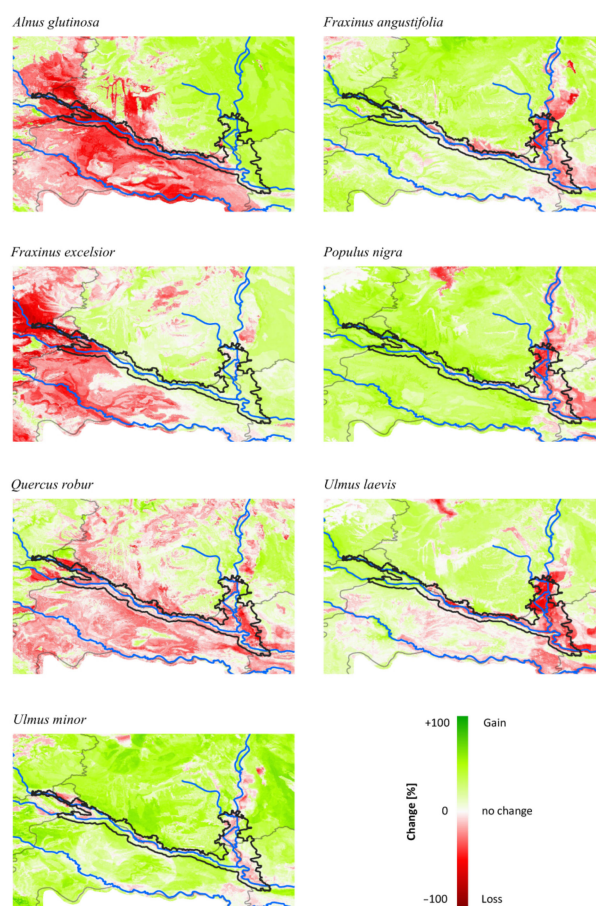 Alnus glutinosa
Fraxinus angustifolia
Fraxinus excelsior
Populus nigra
Quercus robur
Ulmus laevis
Ulmus minor
+100
Gain
Change [%]
0
no change
−100
Loss